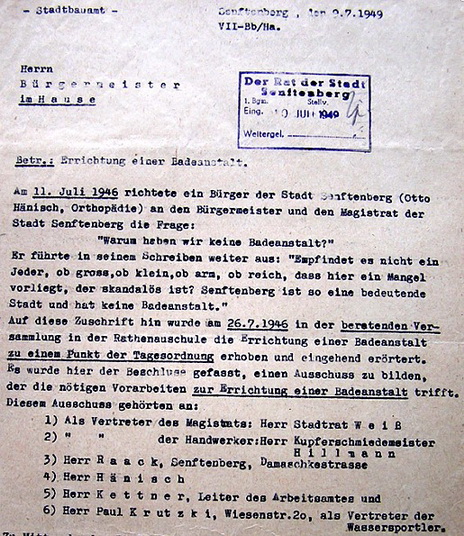 - Stadtbauamt -
Senftenberg, den 9.7.1949
VII-Bb/Ha.
Herrn
Bürgermeister
im Hause
Der Rat der Stadt
Senftenberg
1. Bgm. Stellv.
Eing. 10 JULI 1949
Weitergel.
Betr.: Errichtung einer Badeanstalt.
Am 11. Juli 1946 richtete ein Bürger der Stadt Senftenberg (Otto
Hänisch, Orthopädie) an den Bürgermeister und den Magistrat der
Stadt Senftenberg die Frage:
"Warum haben wir keine Badeanstalt?"
Er führte in seinem Schreiben weiter aus: "Empfindet es nicht ein
Jeder, ob gross, ob klein, ob arm, ob reich, dass hier ein Mangel
vorliegt, der skandalös ist? Senftenberg ist so eine bedeutende
Stadt und hat keine Badeanstalt."
Auf diese Zuschrift hin wurde am 26.7.1946 in der beratenden Ver-
sammlung in der Rathenauschule die Errichtung einer Badeanstalt
zu einem Punkt der Tagesordnung erhoben und eingehend erörtert.
Es wurde hier der Beschluss gefasst, einen Ausschuss zu bilden,
der die nötigen Vorarbeiten zur Errichtung einer Badeanstalt trifft.
Diesem Ausschuss gehörten an:
1) Als Vertreter des Magistrats: Herr Stadtrat Weiß
2) " " der Handwerker: Herr Kupferschmiedemeister
Hillmann
3) Herr Raack, Senftenberg, Damaschkestrasse
4) Herr Hänisch
5) Herr Kettner, Leiter des Arbeitsamtes und
6) Herr Paul Krutzki, Wiesenstr.20, als Vertreter der
Wassersportler.